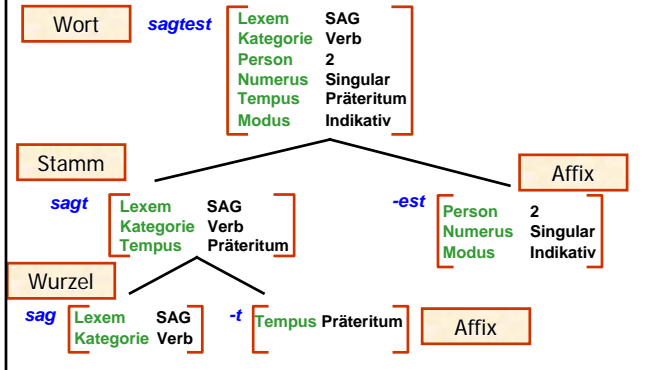 Wort sagtest
Lexem SAG
Kategorie Verb
Person 2
Numerus Singular
Tempus Präteritum
Modus Indikativ
Stamm
sagt
Lexem SAG
Kategorie Verb
Tempus Präteritum
Affix
-est
Person 2
Numerus Singular
Modus Indikativ
Wurzel
sag
Lexem SAG
Kategorie Verb
-t
Tempus Präteritum
Affix